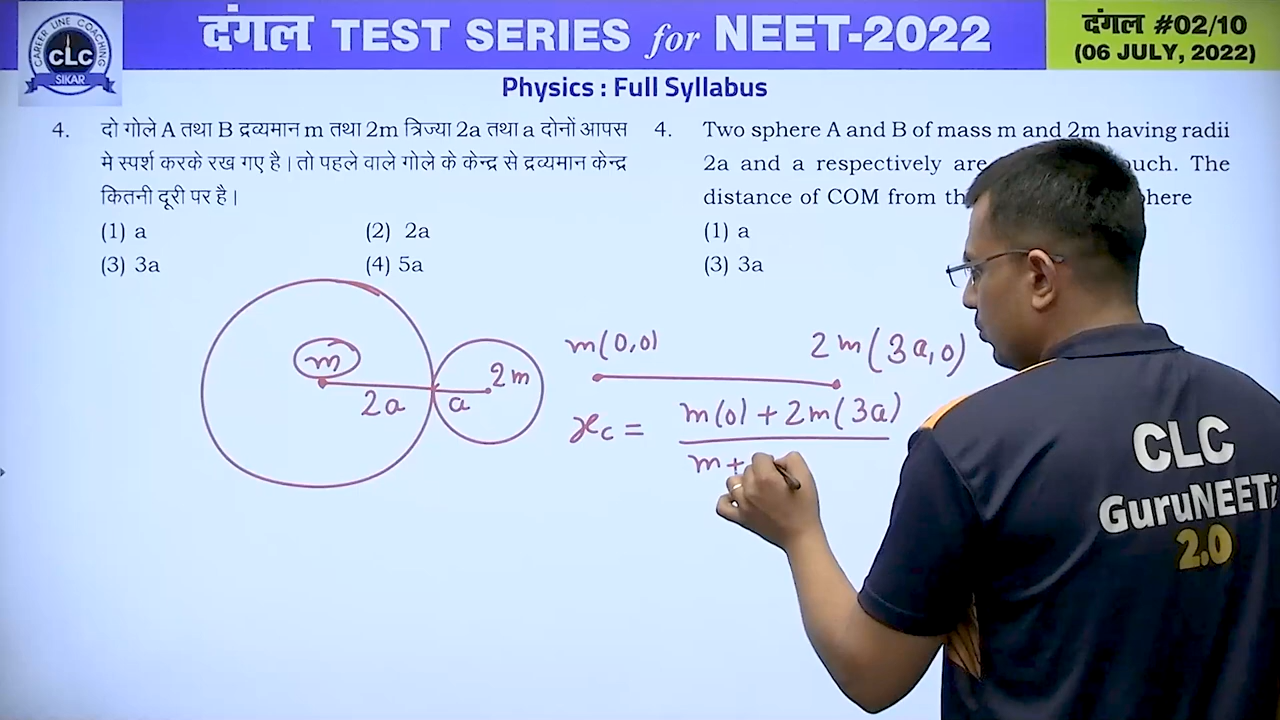 CAREER LINE COACHING
CLC
SIKAR
दंगल TEST SERIES for NEET-2022
दंगल #02/10
(06 JULY, 2022)
Physics : Full Syllabus
4. दो गोले A तथा B द्रव्यमान m तथा 2m त्रिज्या 2a तथा a दोनों आपस
मे स्पर्श करके रख गए है। तो पहले वाले गोले के केन्द्र से द्रव्यमान केन्द्र
कितनी दूरी पर है।
(1) a (2) 2a
(3) 3a (4) 5a
4. Two sphere A and B of mass m and 2m having radii
2a and a respectively are The
distance of COM from
(1) a
(3) 3a
m
2a
a
2m
m(0,0)
2m(3a,0)
xc = m(0) + 2m(3a)
m+
CLC
GuruNEETi
2.0